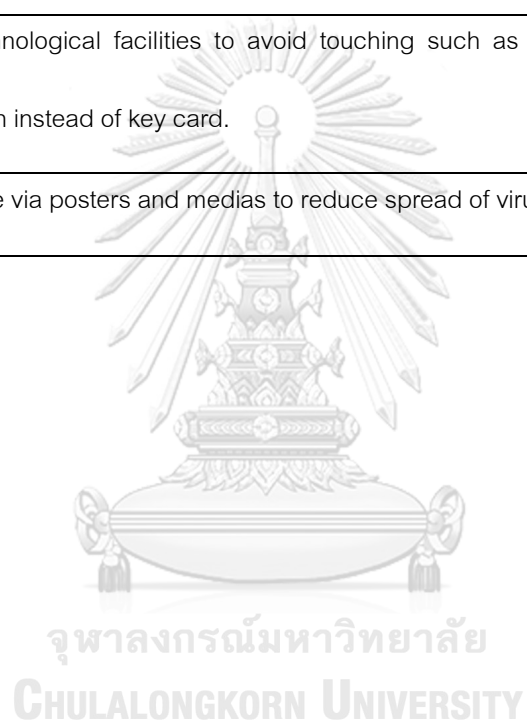 nological facilities to avoid touching such as
n instead of key card.
e via posters and medias to reduce spread of viru
จุฬาลงกรณ์มหาวิทยาลัย
CHULALONGKORN UNIVERSITY